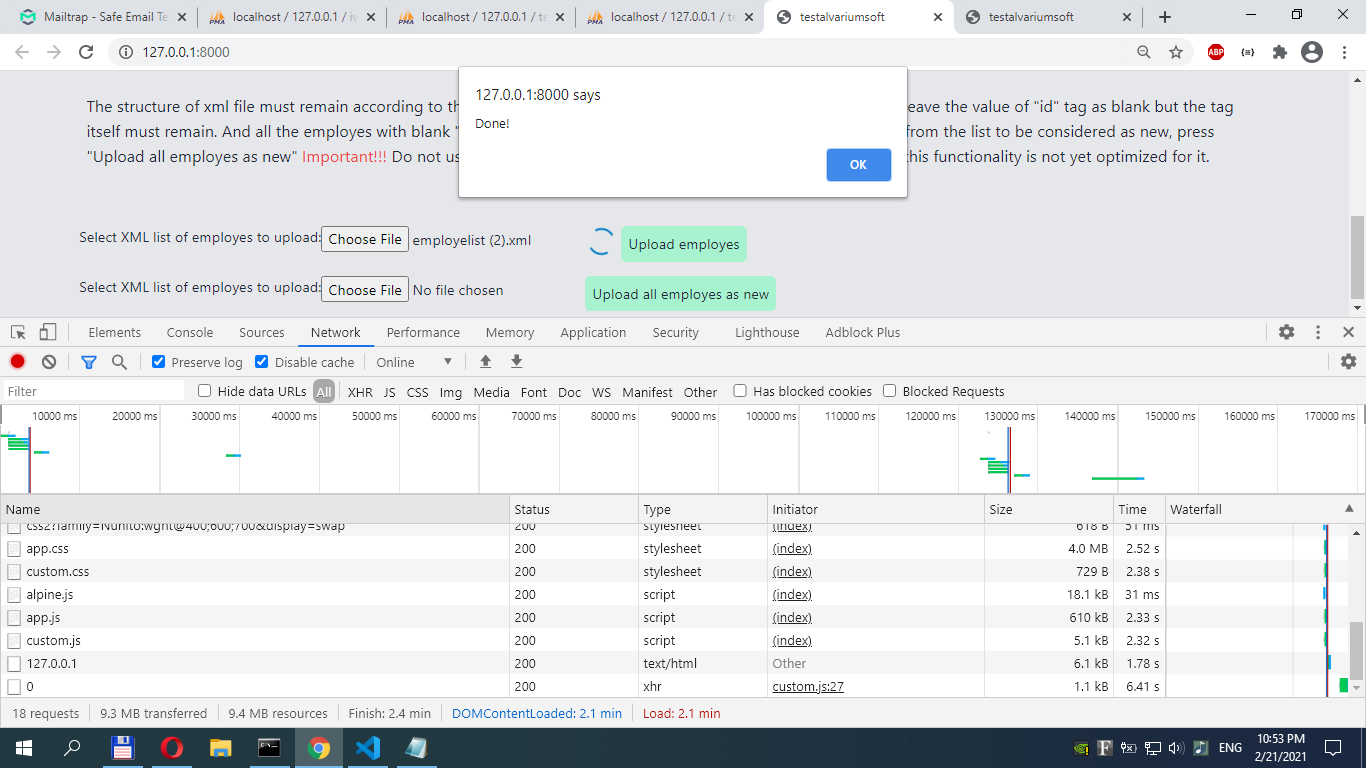 Mailtrap - Safe Email Te
localhost / 127.0.0.1 / iv
localhost / 127.0.0.1 / te
localhost / 127.0.0.1 / te
testalvariumsoft
testalvariumsoft
127.0.0.1:8000
ABP
127.0.0.1:8000 says
Done!
OK
The structure of xml file must remain according to th
eave the value of "id" tag as blank but the tag
itself must remain. And all the employes with blank "
from the list to be considered as new, press
"Upload all employes as new" Important!!! Do not us
this functionality is not yet optimized for it.
Select XML list of employes to upload: Choose File employelist (2).xml Upload employes
Select XML list of employes to upload: Choose File No file chosen Upload all employes as new
Elements Console Sources Network Performance Memory Application Security Lighthouse Adblock Plus
Preserve log Disable cache Online
Filter Hide data URLs All XHR JS CSS Img Media Font Doc WS Manifest Other Has blocked cookies Blocked Requests
10000 ms 20000 ms 30000 ms 40000 ms 50000 ms 60000 ms 70000 ms 80000 ms 90000 ms 100000 ms 110000 ms 120000 ms 130000 ms 140000 ms 150000 ms 160000 ms 170000 ms
Name Status Type Initiator Size Time Waterfall
css2?family=Nunito:wght@400;600;700&display=swap 200 stylesheet (index) 618 B 51 ms
app.css 200 stylesheet (index) 4.0 MB 2.52 s
custom.css 200 stylesheet (index) 729 B 2.38 s
alpine.js 200 script (index) 18.1 kB 31 ms
app.js 200 script (index) 610 kB 2.33 s
custom.js 200 script (index) 5.1 kB 2.32 s
127.0.0.1 200 text/html Other 6.1 kB 1.78 s
0 200 xhr custom.js:27 1.1 kB 6.41 s
18 requests 9.3 MB transferred 9.4 MB resources Finish: 2.4 min DOMContentLoaded: 2.1 min Load: 2.1 min
ENG
10:53 PM
2/21/2021